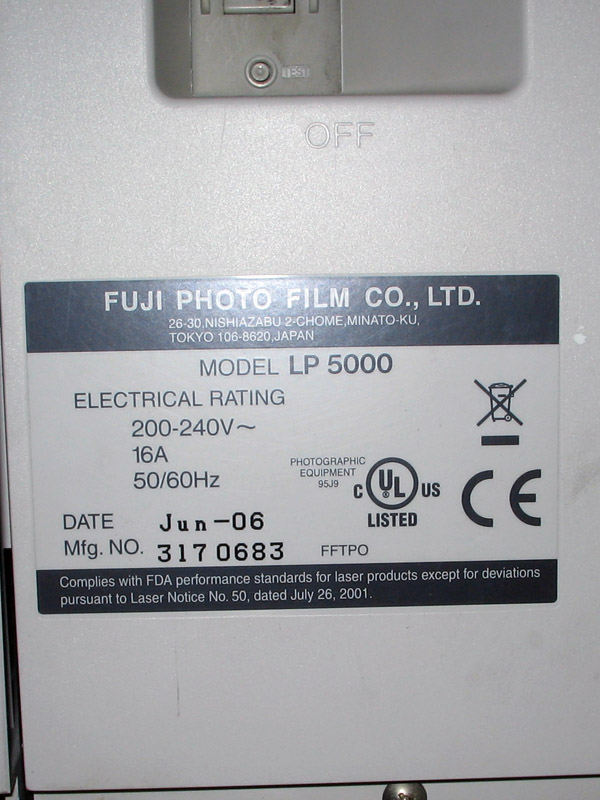 TEST
OFF
FUJI PHOTO FILM CO., LTD.
26-30,NISHIAZABU 2-CHOME,MINATO-KU,
TOKYO 106-8620,JAPAN
MODEL LP 5000
ELECTRICAL RATING
200-240V～
16A
50/60Hz
PHOTOGRAPHIC
EQUIPMENT
95J9
C UL US
LISTED
CE
DATE Jun-06
Mfg. NO. 3170683 FFTPO
Complies with FDA performance standards for laser products except for deviations
pursuant to Laser Notice No. 50, dated July 26, 2001.